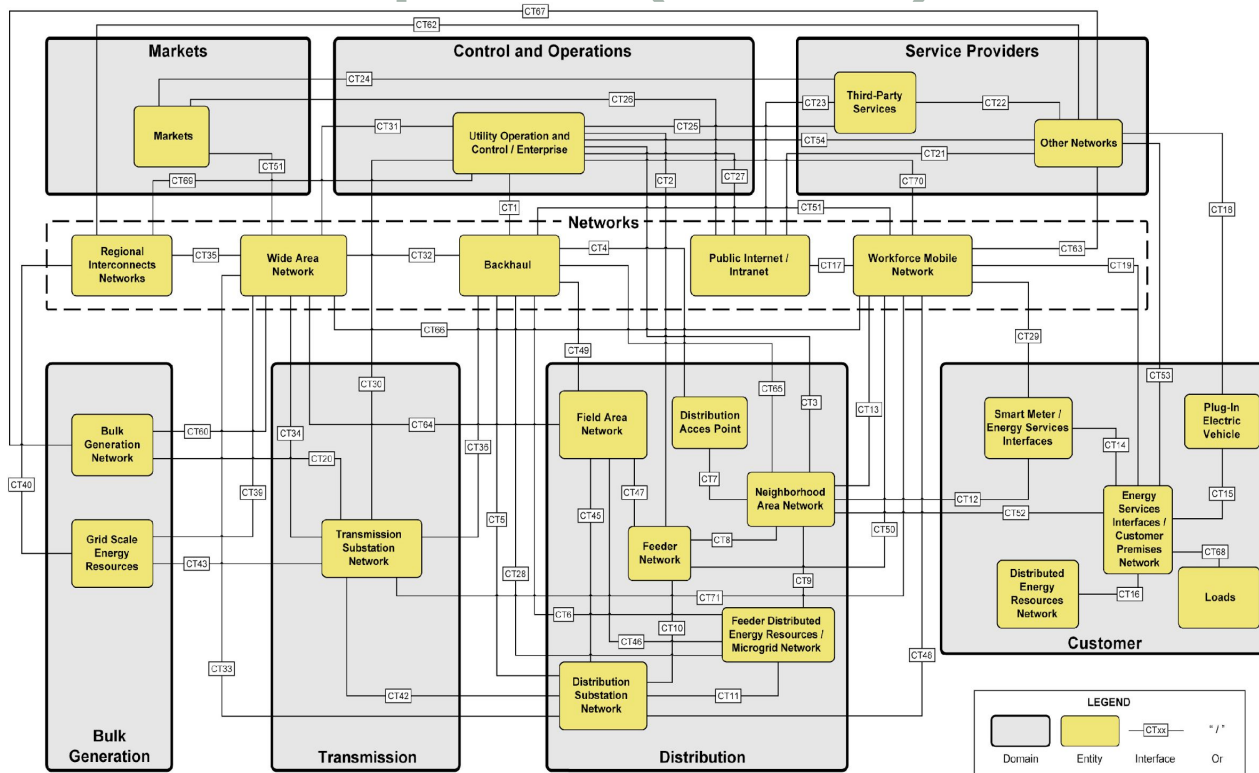 CT67
CT62
Markets
Control and Operations
Service Providers
CT24
CT26
CT23
Third-Party
Services
CT22
Markets
CT31
Utility Operation and
Control / Enterprise
CT25
CT54
CT21
Other Networks
CT51
CT69
CT2
CT27
CT70
CT1
CT51
CT18
Networks
Regional
Interconnects
Networks
CT35
Wide Area
Network
CT32
Backhaul
CT4
Public Internet /
Intranet
CT17
Workforce Mobile
Network
CT63
CT19
CT66
CT29
CT49
CT30
CT65
CT3
CT13
CT53
Bulk
Generation
Network
CT60
CT34
CT64
CT36
Field Area
Network
Distribution
Acces Point
Smart Meter /
Energy Services
Interfaces
Plug-In
Electric
Vehicle
CT14
CT20
CT40
CT39
CT47
CT7
Neighborhood
Area Network
CT12
CT15
CT5
CT45
CT52
CT50
Energy
Services
Interfaces /
Customer
Premises
Network
Grid Scale
Energy
Resources
CT43
Transmission
Substation
Network
Feeder
Network
CT8
CT68
CT28
CT9
Distributed
Energy
Resources
Network
CT16
Loads
CT71
CT6
CT10
Feeder Distributed
Energy Resources /
Microgrid Network
CT46
Customer
CT33
CT48
CT42
Distribution
Substation
Network
CT11
Bulk
Generation
Transmission
Distribution
LEGEND
CTxx
" / "
Domain
Entity
Interface
Or